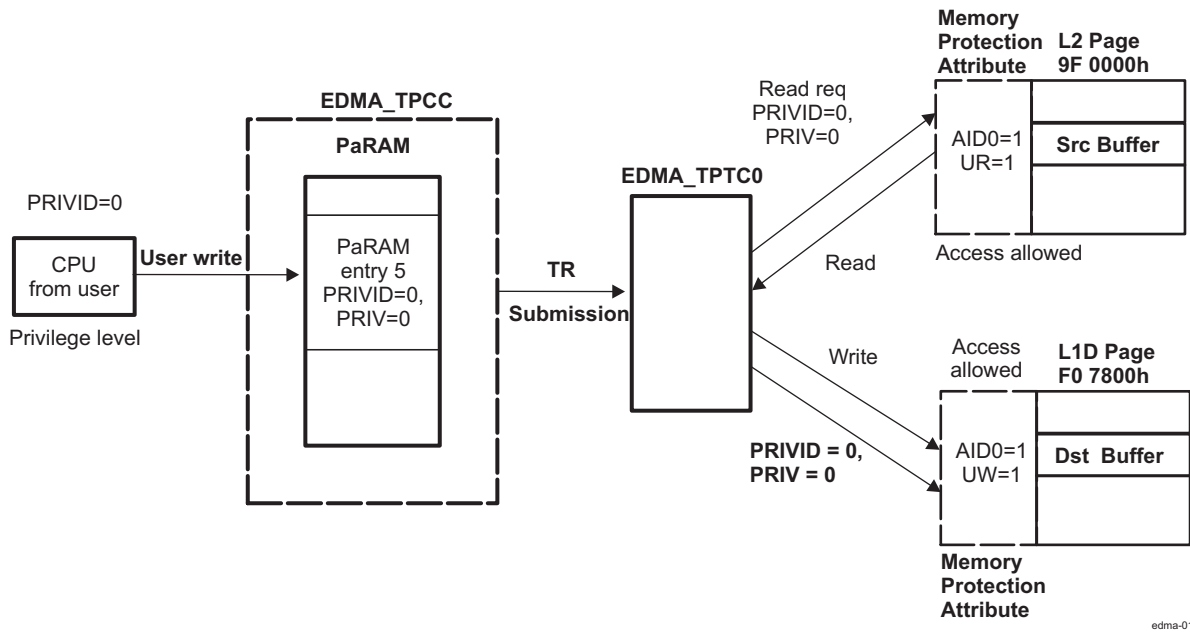 PRIVID=0
CPU
from user
Privilege level
User write
EDMA_TPCC
PaRAM
PaRAM
entry 5
PRIVID=0,
PRIV=0
TR
Submission
EDMA_TPTC0
Read req
PRIVID=0,
PRIV=0
Read
Memory
Protection
Attribute
L2 Page
9F 0000h
AID0=1
UR=1
Src Buffer
Access allowed
Write
PRIVID = 0,
PRIV = 0
Access
allowed
L1D Page
F0 7800h
AID0=1
UW=1
Dst Buffer
Memory
Protection
Attribute